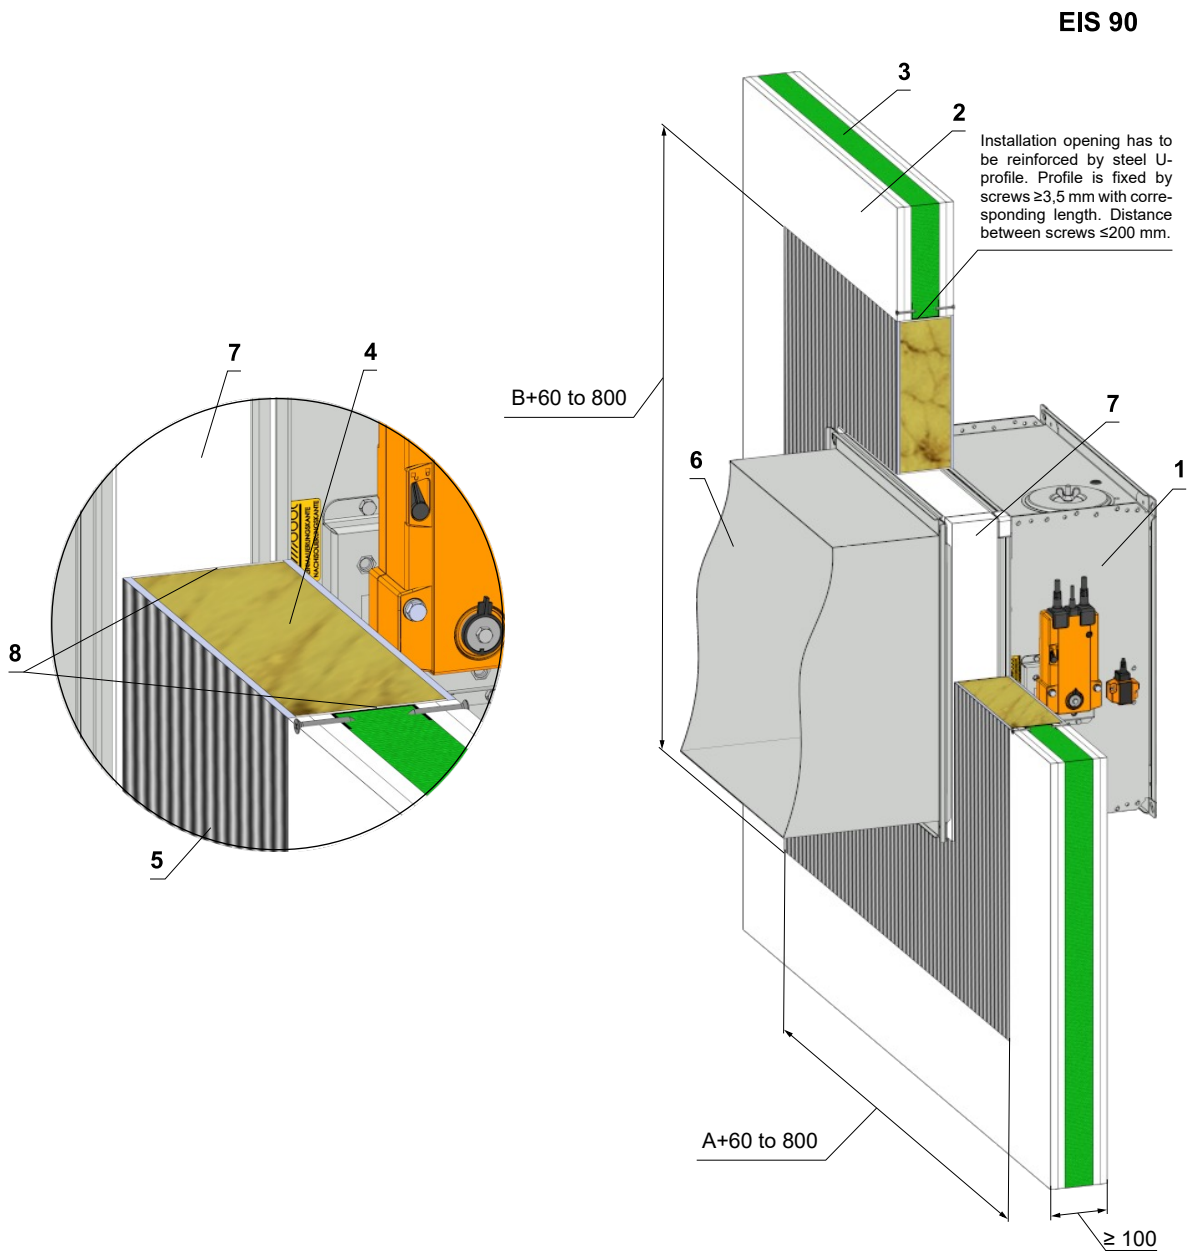 EIS 90
3
2
Installation opening has to
be reinforced by steel U-
profile. Profile is fixed by
screws ≥3,5 mm with corre-
sponding length. Distance
between screws ≤200 mm.
7
4
B+60 to 800
7
6
1
8
5
A+60 to 800
≥ 100